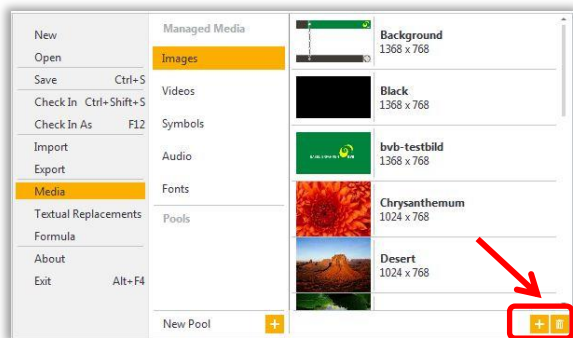 New
Open
Save Ctrl+S
Check In Ctrl+Shift+S
Check In As F12
Import
Export
Media
Textual Replacements
Formula
About
Exit Alt+F4
Managed Media
Images
Videos
Symbols
Audio
Fonts
Pools
New Pool
Background
1368 x 768
Black
1368 x 768
bvb-testbild
1368 x 768
Chrysanthemum
1024 x 768
Desert
1024 x 768